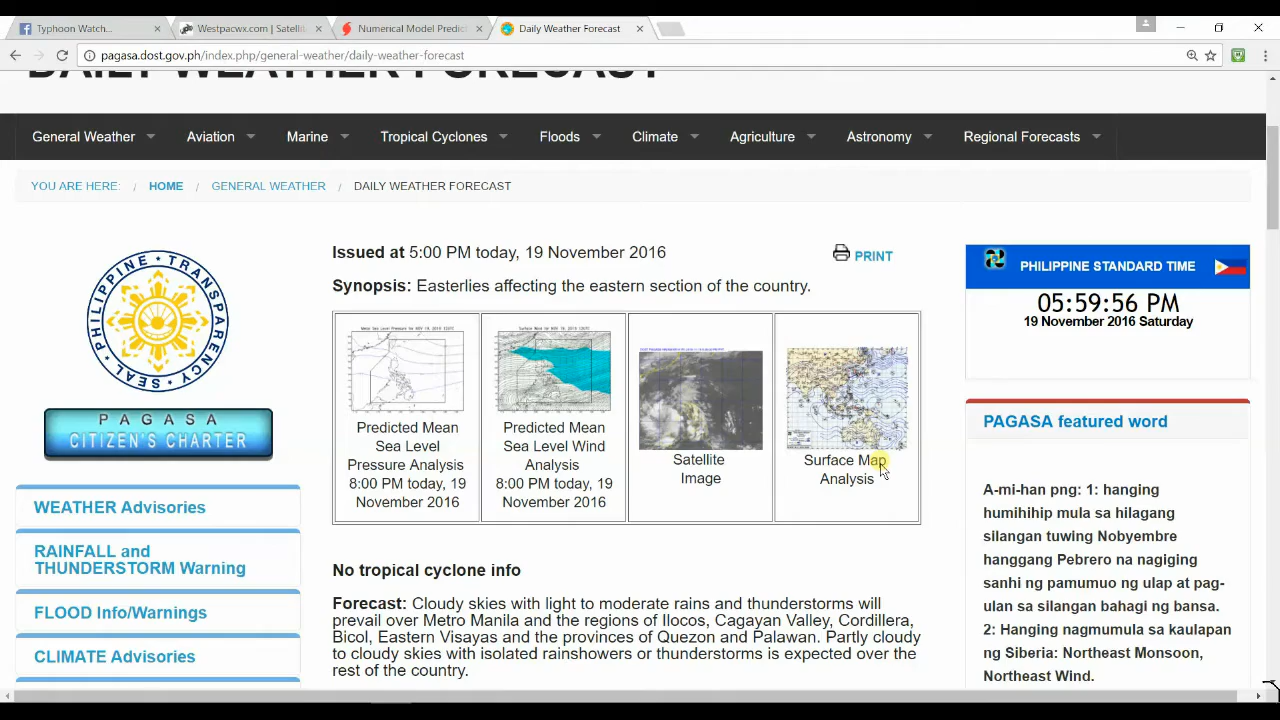 Typhoon Watch...
Westpacwx.com | Satelli
Numerical Model Predic
Daily Weather Forecast
pagasa.dost.gov.ph/index.php/general-weather/daily-weather-forecast
DAILY WEATHER FORECAST
General Weather
Aviation
Marine
Tropical Cyclones
Floods
Climate
Agriculture
Astronomy
Regional Forecasts
YOU ARE HERE: / HOME / GENERAL WEATHER / DAILY WEATHER FORECAST
PHILIPPINE TRANSPARENCY SEAL
PAGASA
CITIZEN'S CHARTER
WEATHER Advisories
RAINFALL and
THUNDERSTORM Warning
FLOOD Info/Warnings
CLIMATE Advisories
Issued at 5:00 PM today, 19 November 2016
PRINT
Synopsis: Easterlies affecting the eastern section of the country.
Predicted Mean
Sea Level
Pressure Analysis
8:00 PM today, 19
November 2016
Predicted Mean
Sea Level Wind
Analysis
8:00 PM today, 19
November 2016
Satellite
Image
Surface Map
Analysis
No tropical cyclone info
Forecast: Cloudy skies with light to moderate rains and thunderstorms will
prevail over Metro Manila and the regions of Ilocos, Cagayan Valley, Cordillera,
Bicol, Eastern Visayas and the provinces of Quezon and Palawan. Partly cloudy
to cloudy skies with isolated rainshowers or thunderstorms is expected over the
rest of the country.
PHILIPPINE STANDARD TIME
05:59:56 PM
19 November 2016 Saturday
PAGASA featured word
A-mi-han png: 1: hanging
humihihip mula sa hilagang
silangan tuwing Nobyembre
hanggang Pebrero na nagiging
sanhi ng pamumuo ng ulap at pag-
ulan sa silangan bahagi ng bansa.
2: Hanging nagmumula sa kaulapan
ng Siberia: Northeast Monsoon,
Northeast Wind.